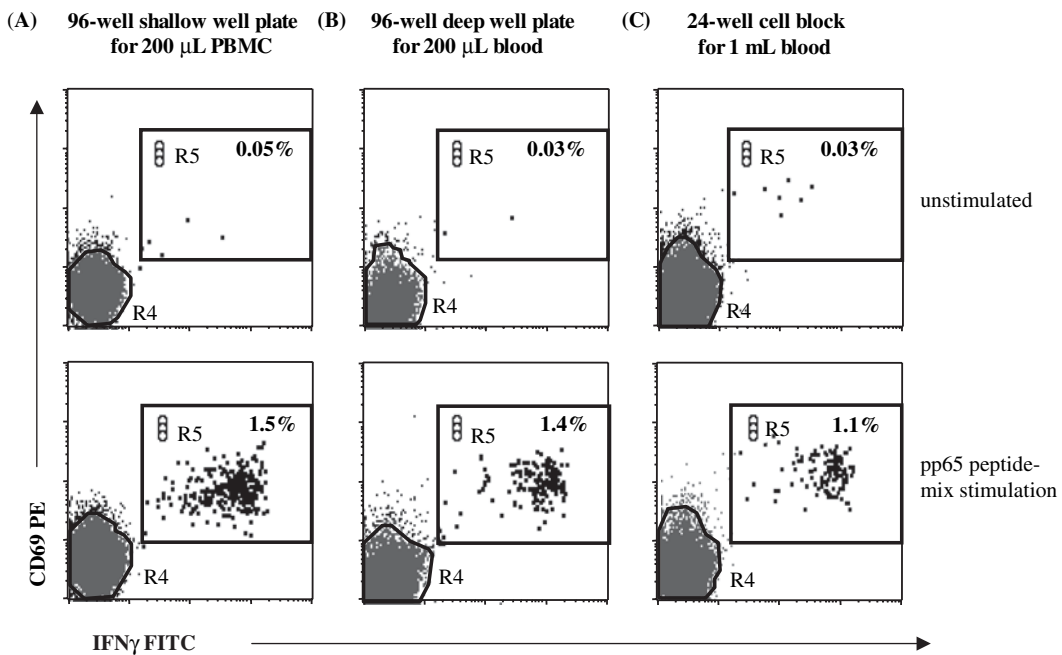 (A) 96-well shallow well plate
for 200 μL PBMC
(B) 96-well deep well plate
for 200 μL blood
(C) 24-well cell block
for 1 mL blood
R5 0.05%
R4
R5 0.03%
R4
R5 0.03%
R4
unstimulated
R5 1.5%
R4
R5 1.4%
R4
R5 1.1%
R4
pp65 peptide-
mix stimulation
CD69 PE
IFNγ FITC